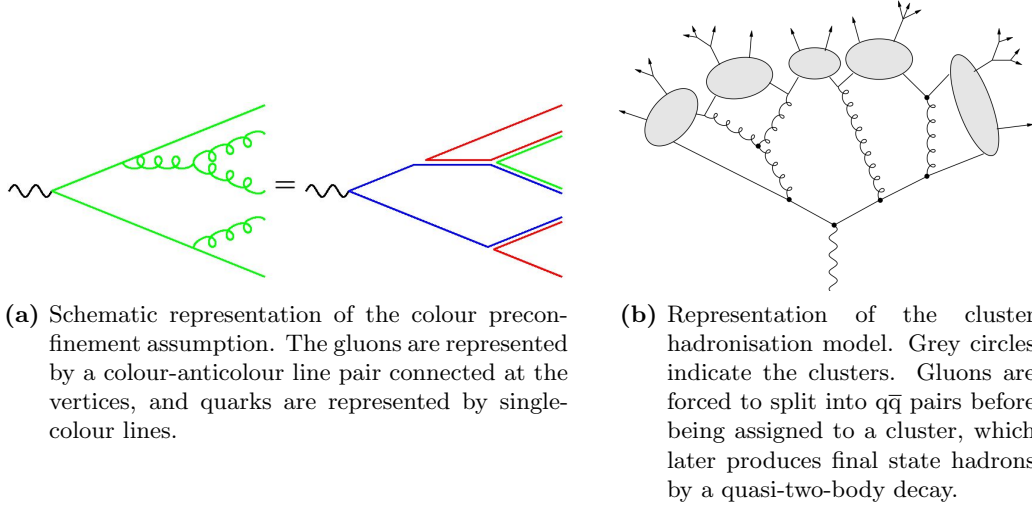 =
(a) Schematic representation of the colour precon-
finement assumption. The gluons are represented
by a colour-anticolour line pair connected at the
vertices, and quarks are represented by single-
colour lines.
(b) Representation of the cluster
hadronisation model. Grey circles
indicate the clusters. Gluons are
forced to split into qq̅ pairs before
being assigned to a cluster, which
later produces final state hadrons
by a quasi-two-body decay.